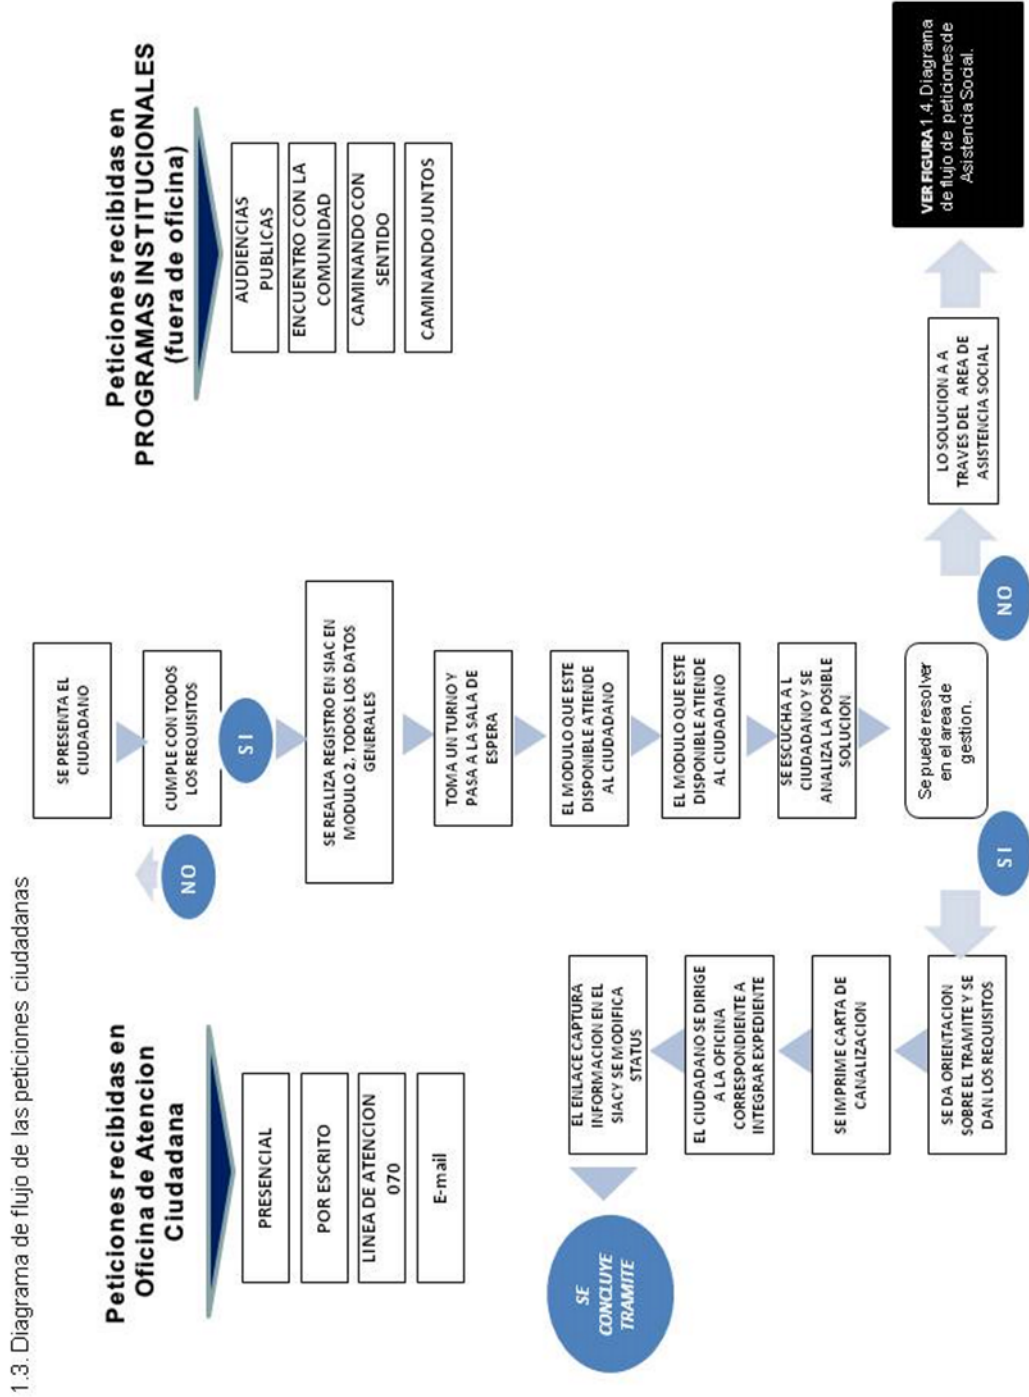 1.3. Diagrama de flujo de las peticiones ciudadanas
Peticiones recibidas en
Oficina de Atencion
Ciudadana
PRESENCIAL
POR ESCRITO
LINEA DE ATENCION
070
E-mail
Peticiones recibidas en
PROGRAMAS INSTITUCIONALES
(fuera de oficina)
AUDIENCIAS
PUBLICAS
ENCUENTRO CON LA
COMUNIDAD
CAMINANDO CON
SENTIDO
CAMINANDO JUNTOS
SE PRESENTA EL
CIUDADANO
CUMPLE CON TODOS
LOS REQUISITOS
NO
SI
SE REALIZA REGISTRO EN SIAC EN
MODULO 2, TODOS LOS DATOS
GENERALES
TOMA UN TURNO Y
PASA A LA SALA DE
ESPERA
EL MODULO QUE ESTE
DISPONIBLE ATIENDE
AL CIUDADANO
EL MODULO QUE ESTE
DISPONIBLE ATIENDE
AL CIUDADANO
SE ESCUCHA A L
CIUDADANO Y SE
ANALIZA LA POSIBLE
SOLUCION
Se puede resolver
en el area de
gestion.
SI
NO
SE DA ORIENTACION
SOBRE EL TRAMITE Y SE
DAN LOS REQUISITOS
SE IMPRIME CARTA DE
CANALIZACION
EL CIUDADANO SE DIRIGE
A LA OFICINA
CORRESPONDIENTE A
INTEGRAR EXPEDIENTE
EL ENLACE CAPTURA
INFORMACION EN EL
SIAC Y SE MODIFICA
STATUS
SE
CONCLUYE
TRAMITE
LO SOLUCION A A
TRAVES DEL AREA DE
ASISTENCIA SOCIAL
VER FIGURA 1.4. Diagrama
de flujo de peticiones de
Asistencia Social.